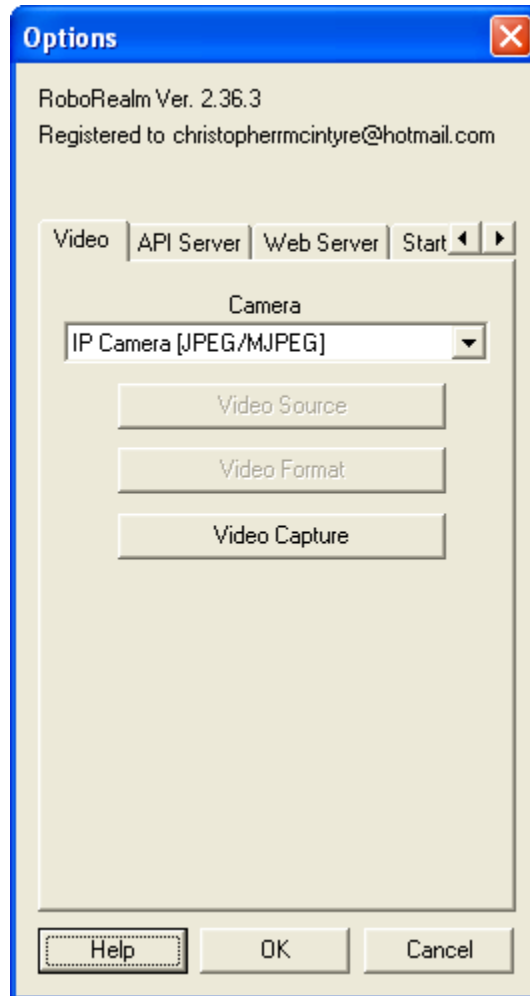 Options
RoboRealm Ver. 2.36.3
Registered to christopherrmcintyre@hotmail.com
Video API Server Web Server Start
Camera
IP Camera [JPEG/MJPEG]
Video Source
Video Format
Video Capture
Help OK Cancel